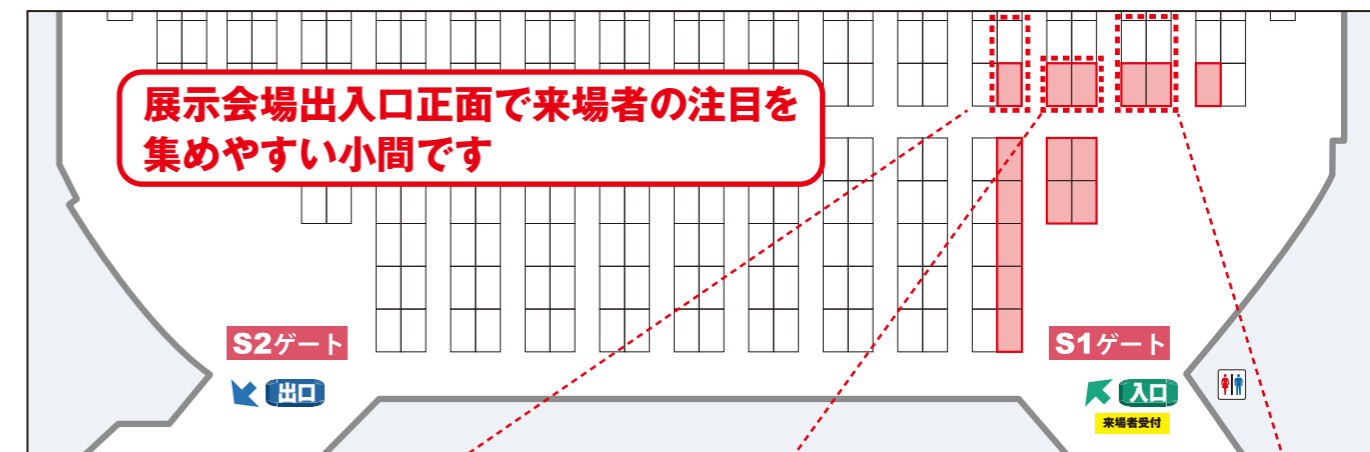 展示会場出入口正面で来場者の注目を
集めやすい小間です
S2ゲート
出口
S1ゲート
入口
来場者受付